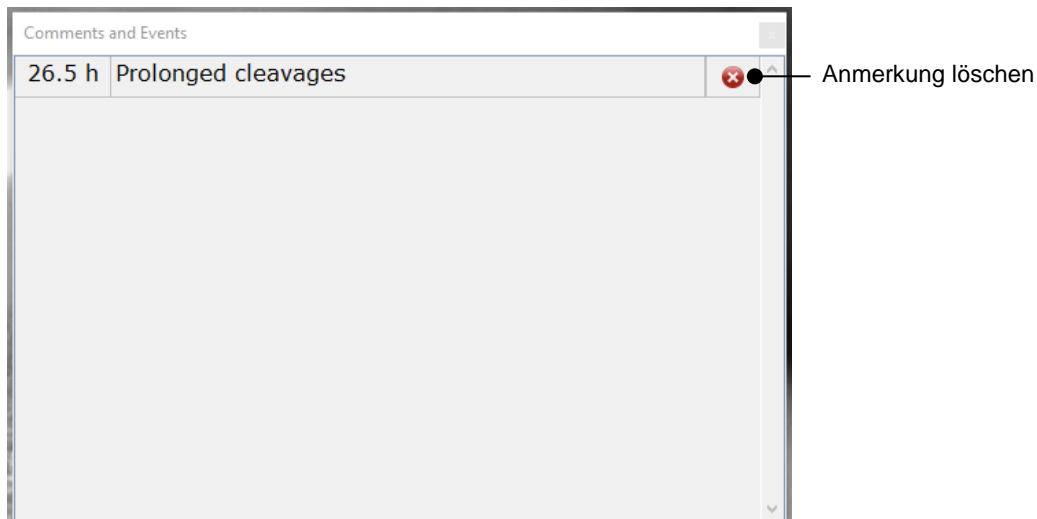 Comments and Events
26.5 h Prolonged cleavages
Anmerkung löschen